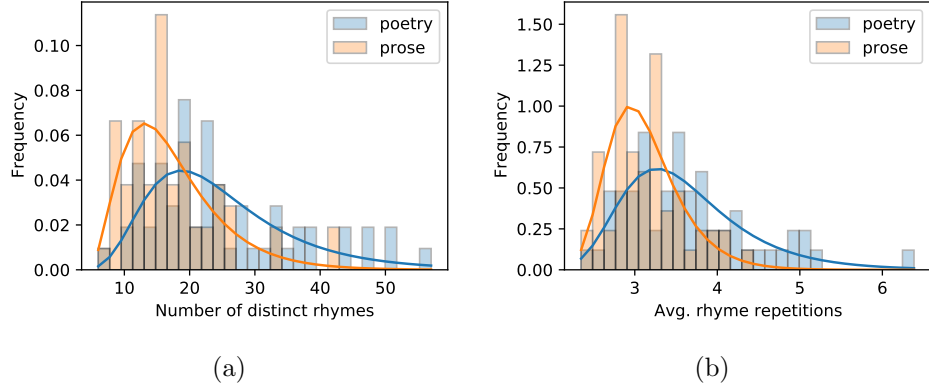 poetry
prose
Frequency
0.10
0.08
0.06
0.04
0.02
0.00
10
20
30
40
50
Number of distinct rhymes
(a)
poetry
prose
Frequency
1.50
1.25
1.00
0.75
0.50
0.25
0.00
3
4
5
6
Avg. rhyme repetitions
(b)